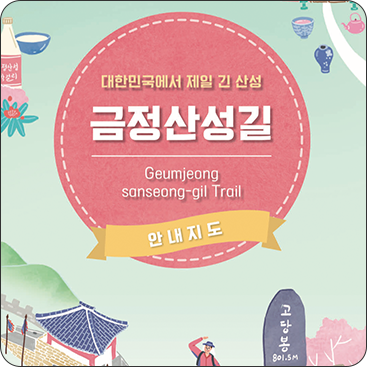 대한민국에서 제일 긴 산성
금정산성길
Geumjeong
sanseong-gil Trail
안내지도
고당봉
801.5M